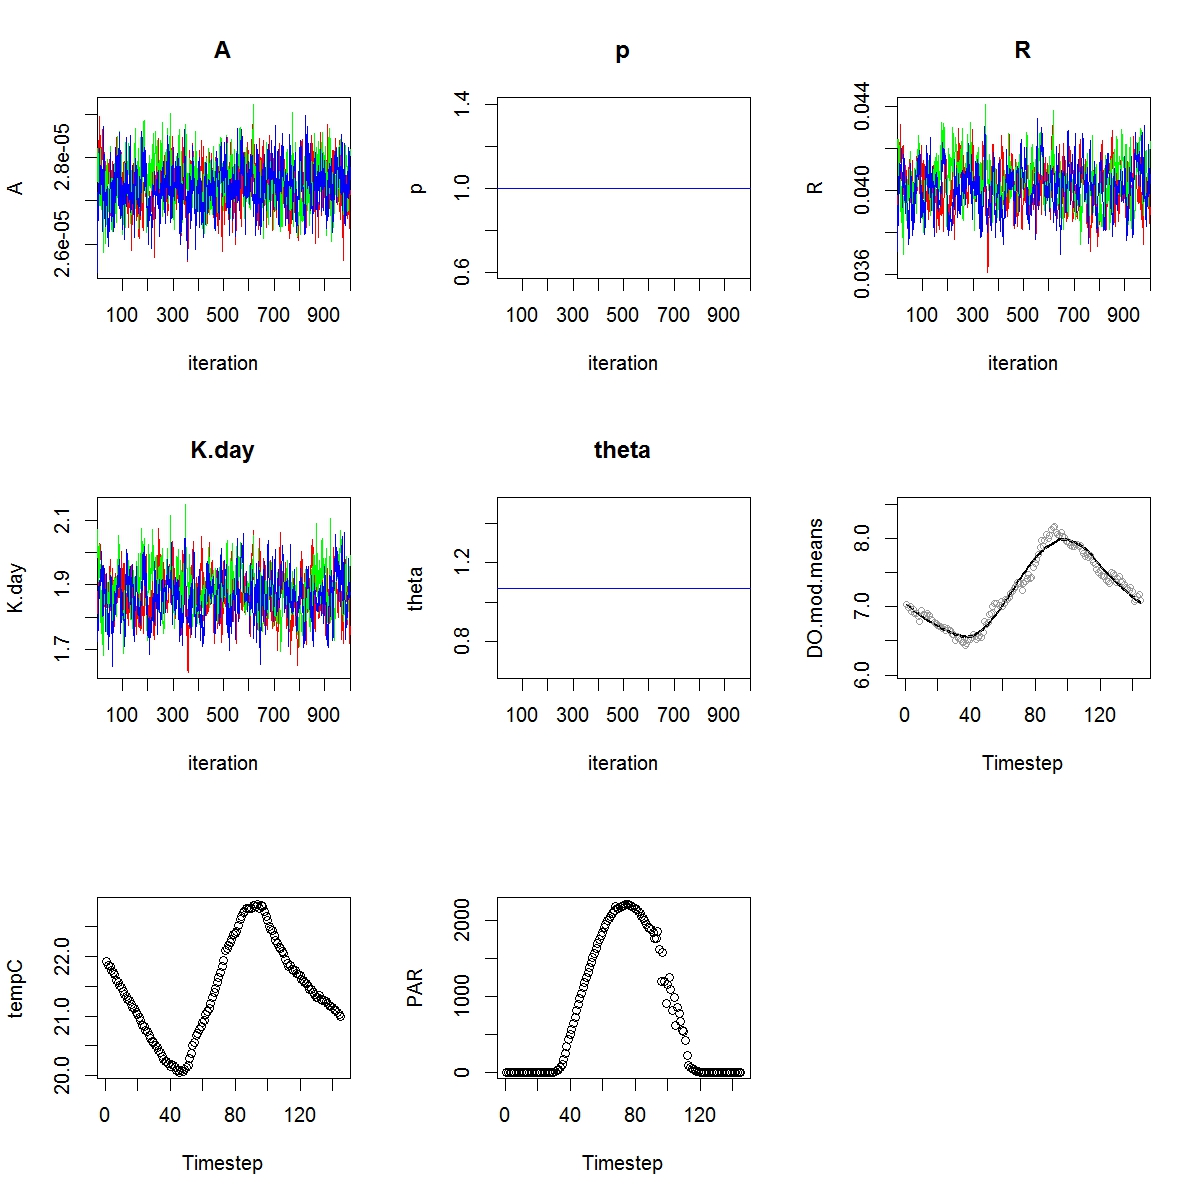 A
p
R
A
2.6e-05 2.8e-05
100 300 500 700 900
iteration
p
0.6 1.0 1.4
100 300 500 700 900
iteration
R
0.036 0.040 0.044
100 300 500 700 900
iteration
K.day
theta
K.day
1.7 1.9 2.1
100 300 500 700 900
iteration
theta
0.8 1.2
100 300 500 700 900
iteration
DO.mod.means
6.0 7.0 8.0
0 40 80 120
Timestep
tempC
20.0 21.0 22.0
0 40 80 120
Timestep
PAR
0 1000 2000
0 40 80 120
Timestep